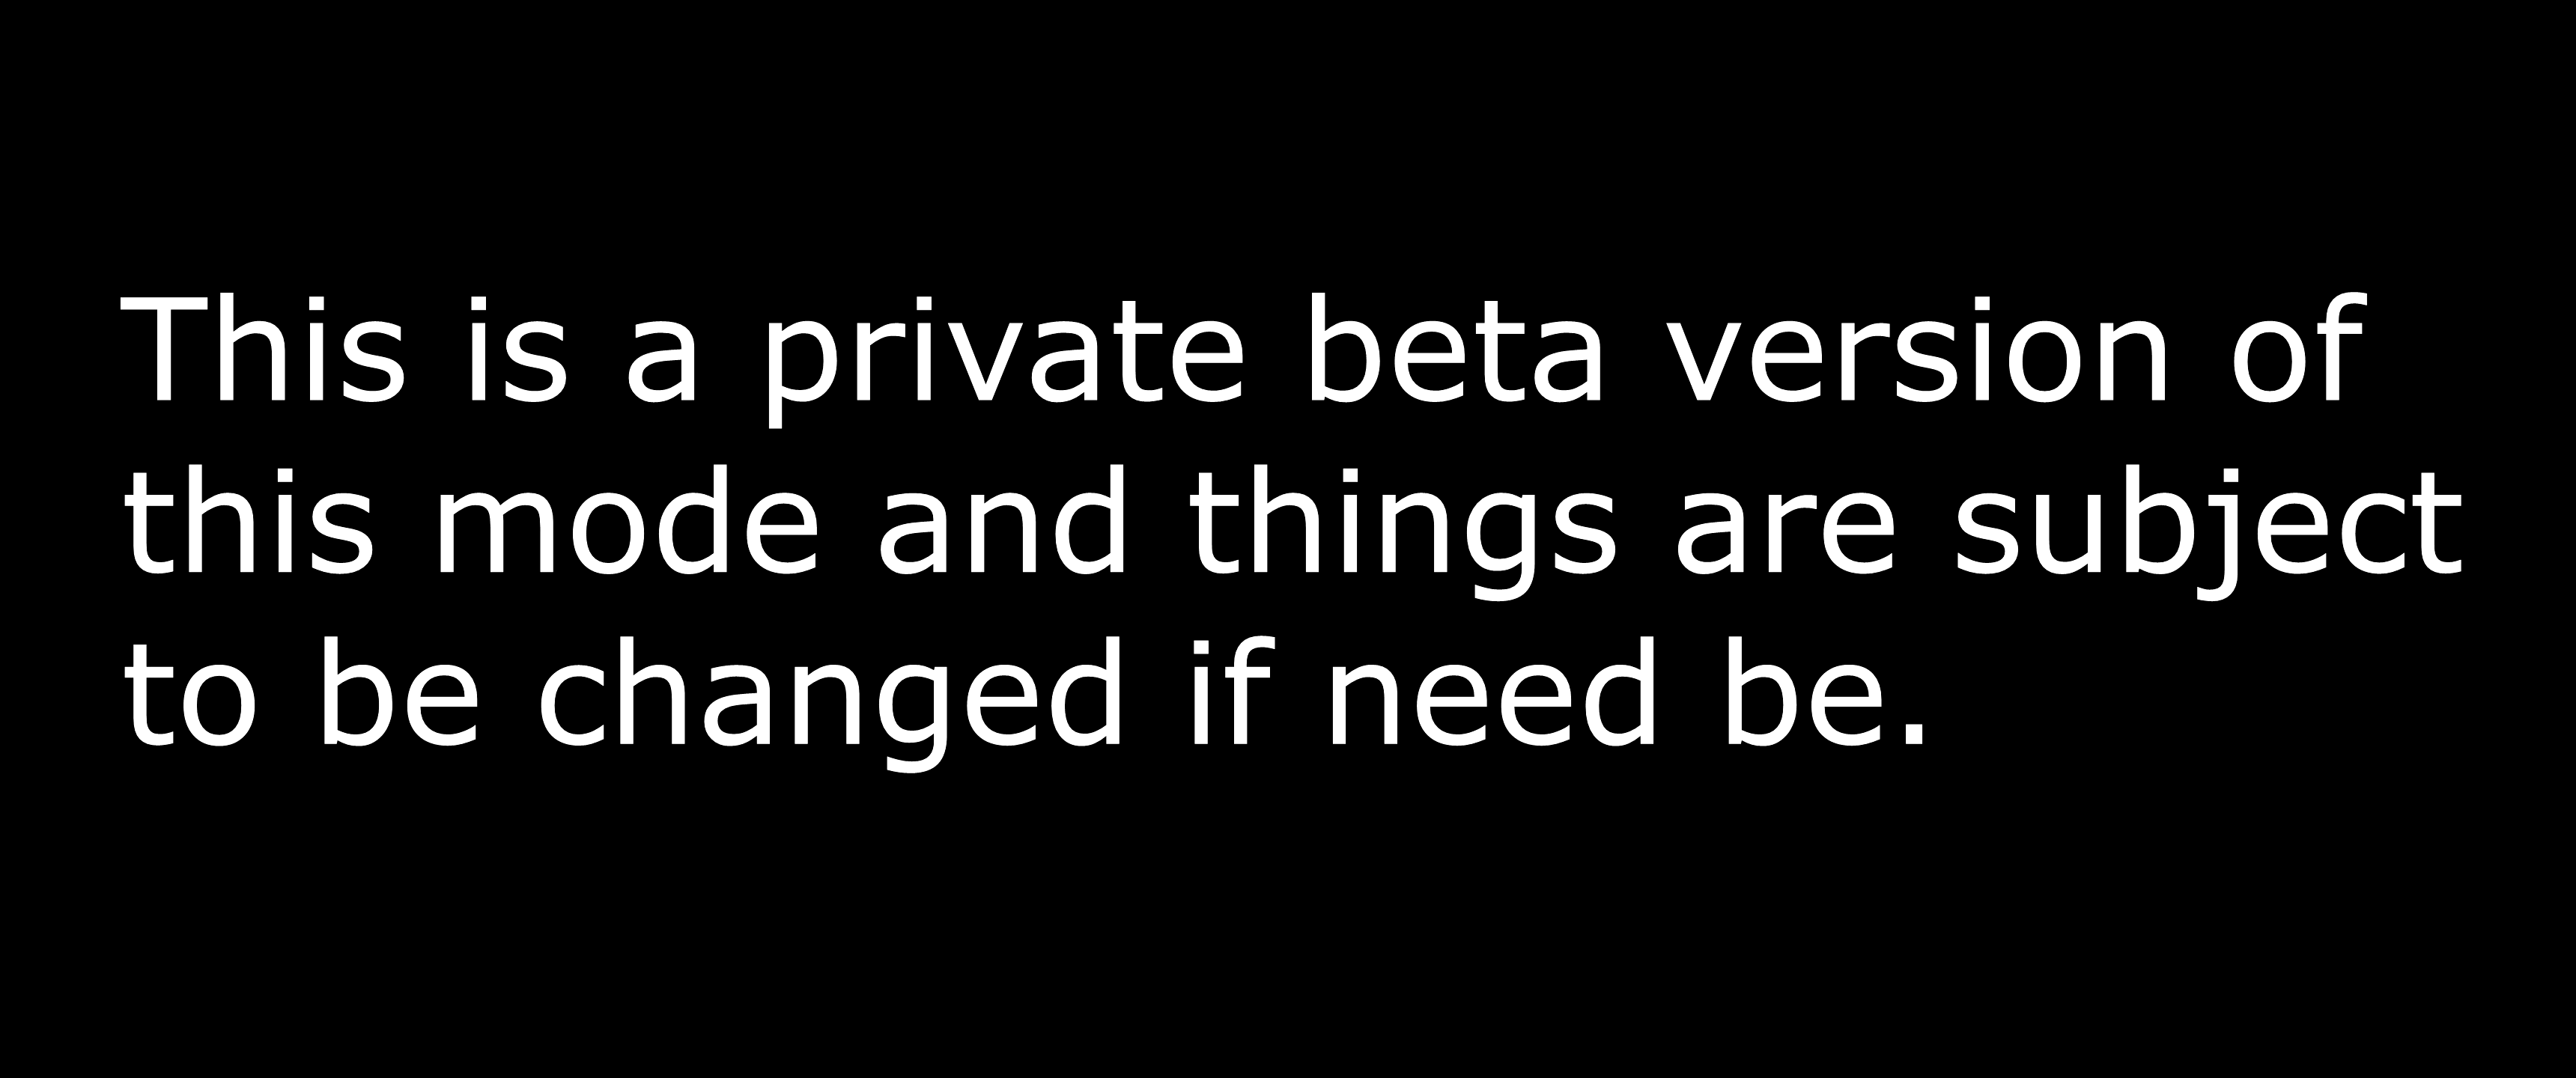 This is a private beta version of
this mode and things are subject
to be changed if need be.